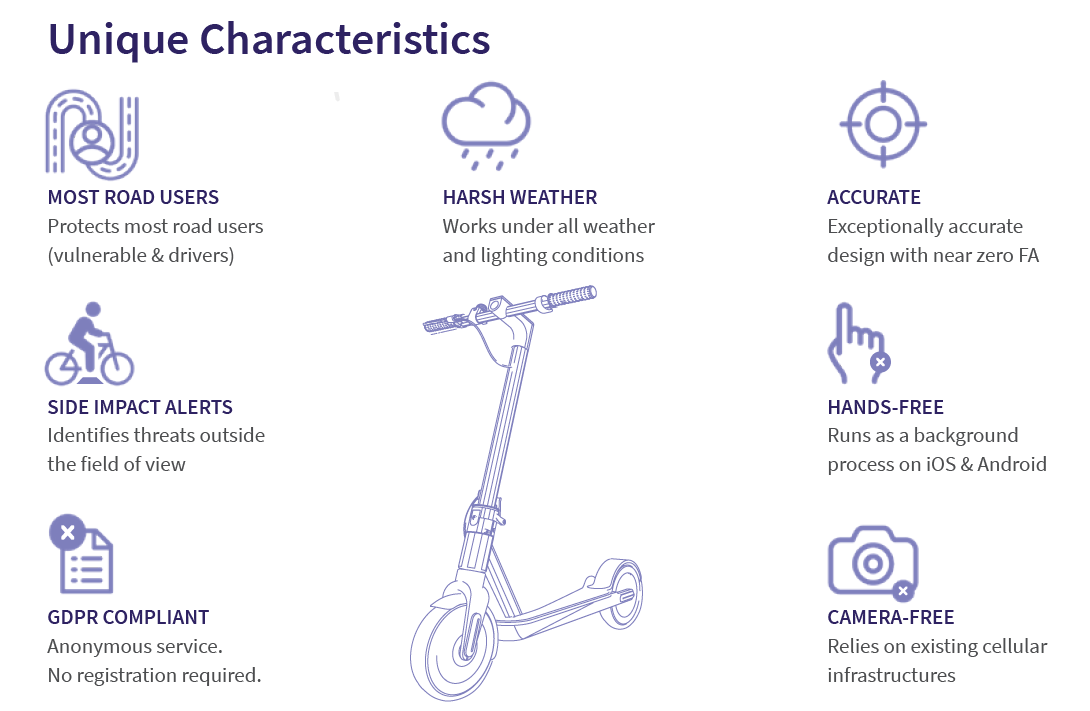 Unique Characteristics
MOST ROAD USERS
Protects most road users
(vulnerable & drivers)
HARSH WEATHER
Works under all weather
and lighting conditions
ACCURATE
Exceptionally accurate
design with near zero FA
SIDE IMPACT ALERTS
Identifies threats outside
the field of view
HANDS-FREE
Runs as a background
process on iOS & Android
GDPR COMPLIANT
Anonymous service.
No registration required.
CAMERA-FREE
Relies on existing cellular
infrastructures